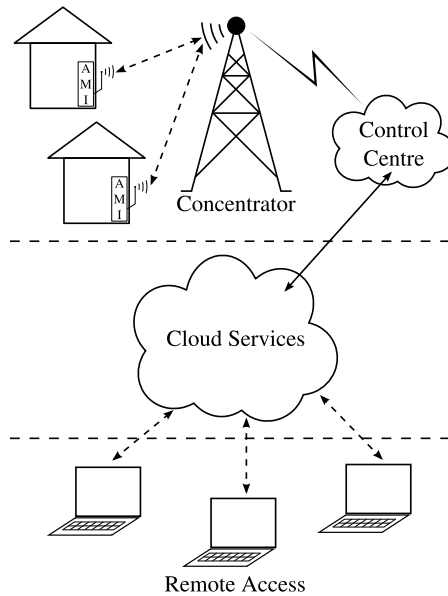 A
M
I
A
M
I
Concentrator
Control
Centre
Cloud Services
Remote Access